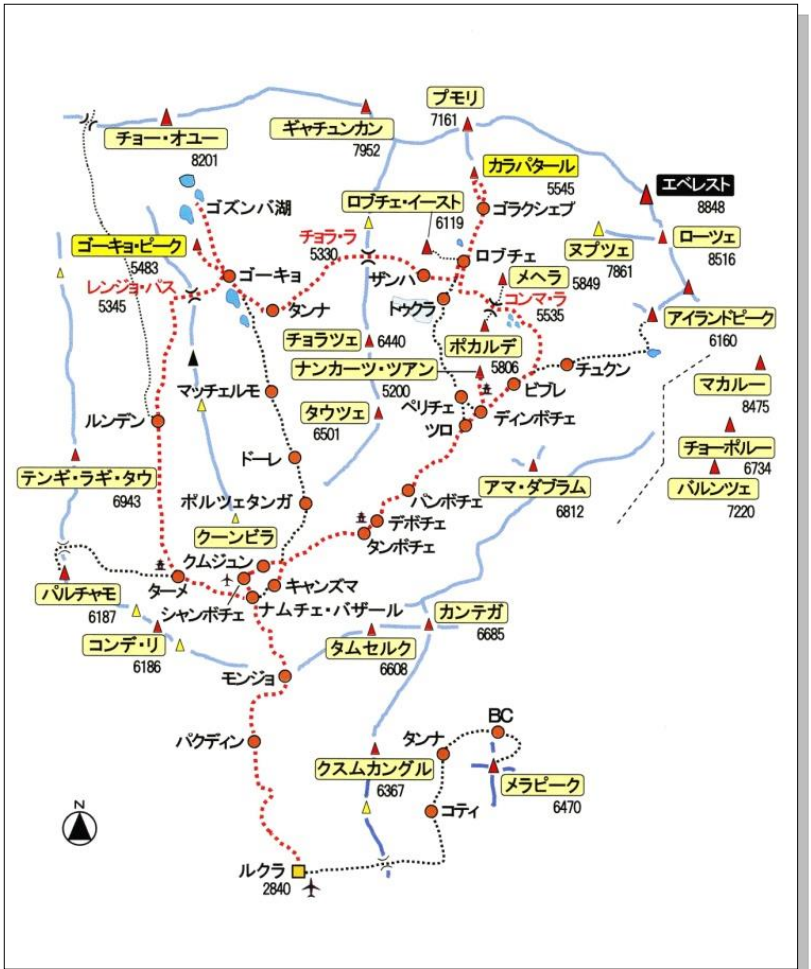 プモリ
7161
チョー・オユー
8201
ギャチュンカン
7952
カラパタール
5545
エベレスト
8848
ゴズンバ湖
ロブチェ・イースト
6119
ゴラクシェプ
ヌプツェ
7861
ローツェ
8516
ゴーキョ・ピーク
5483
チョラ・ラ
5330
ロブチェ
レンジョ・パス
5345
ゴーキョ
ザンハ
メヘラ
5849
コンマ・ラ
5535
トゥクラ
タンナ
アイランドピーク
6160
チョラツェ
6440
ポカルデ
5806
ナンカーツ・ツアン
5200
チュクン
マカルー
8475
マッチェルモ
ビブレ
ペリチェ
ディンボチェ
タウツェ
6501
ルンデン
ツロ
チョーポルー
6734
ドーレ
テンギ・ラギ・タウ
6943
アマ・ダブラム
6812
バルンツェ
7220
パンボチェ
ポルツェタンガ
デボチェ
クーンビラ
タンボチェ
クムジュン
ターメ
キャンズマ
パルチャモ
6187
シャンボチェ
ナムチェ・バザール
カンテガ
6685
コンデ・リ
6186
タムセルク
6608
モンジョ
BC
パクディン
タンナ
クスムカングル
6367
メラピーク
6470
コティ
N
ルクラ
2840